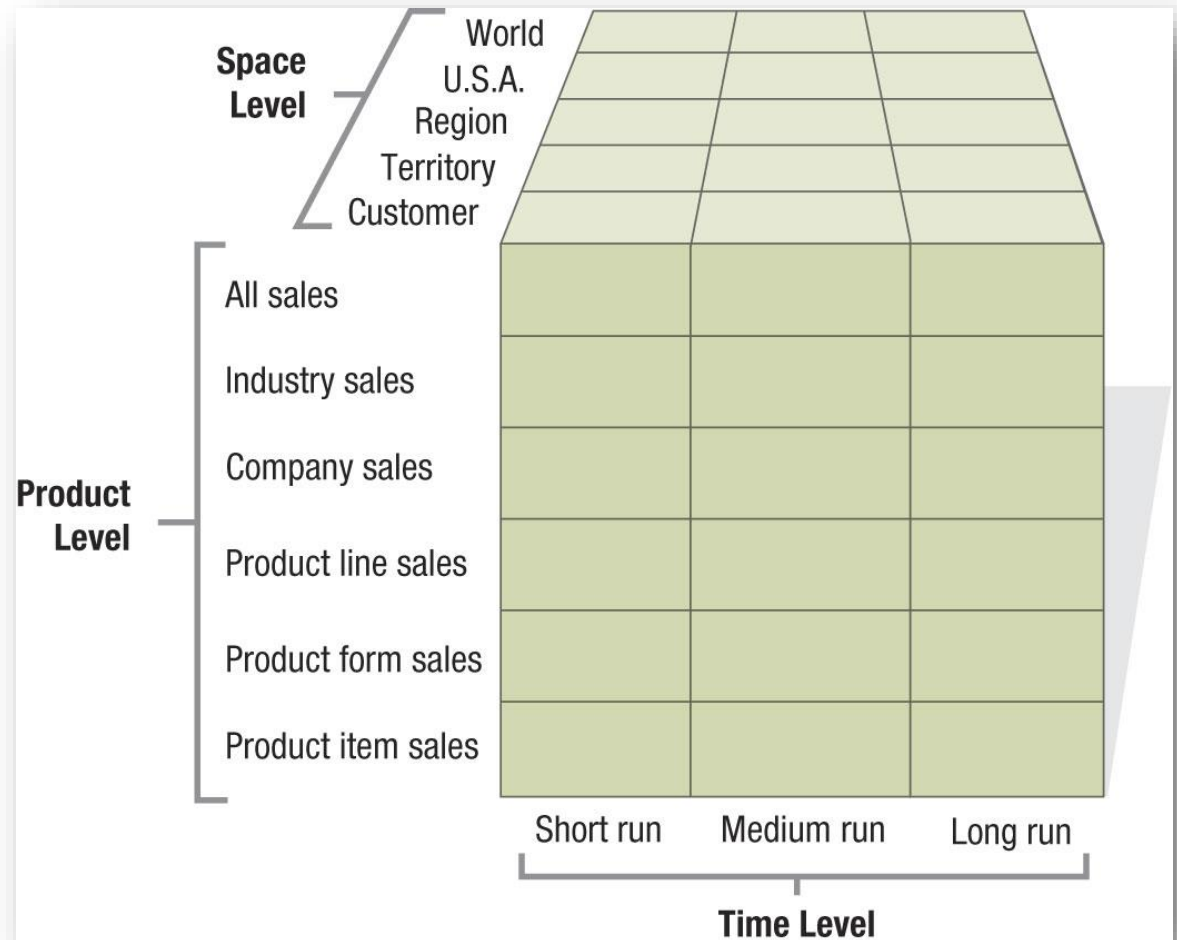 World
Space
Level
U.S.A.
Region
Territory
Customer
All sales
Industry sales
Company sales
Product
Level
Product line sales
Product form sales
Product item sales
Short run
Medium run
Long run
Time Level